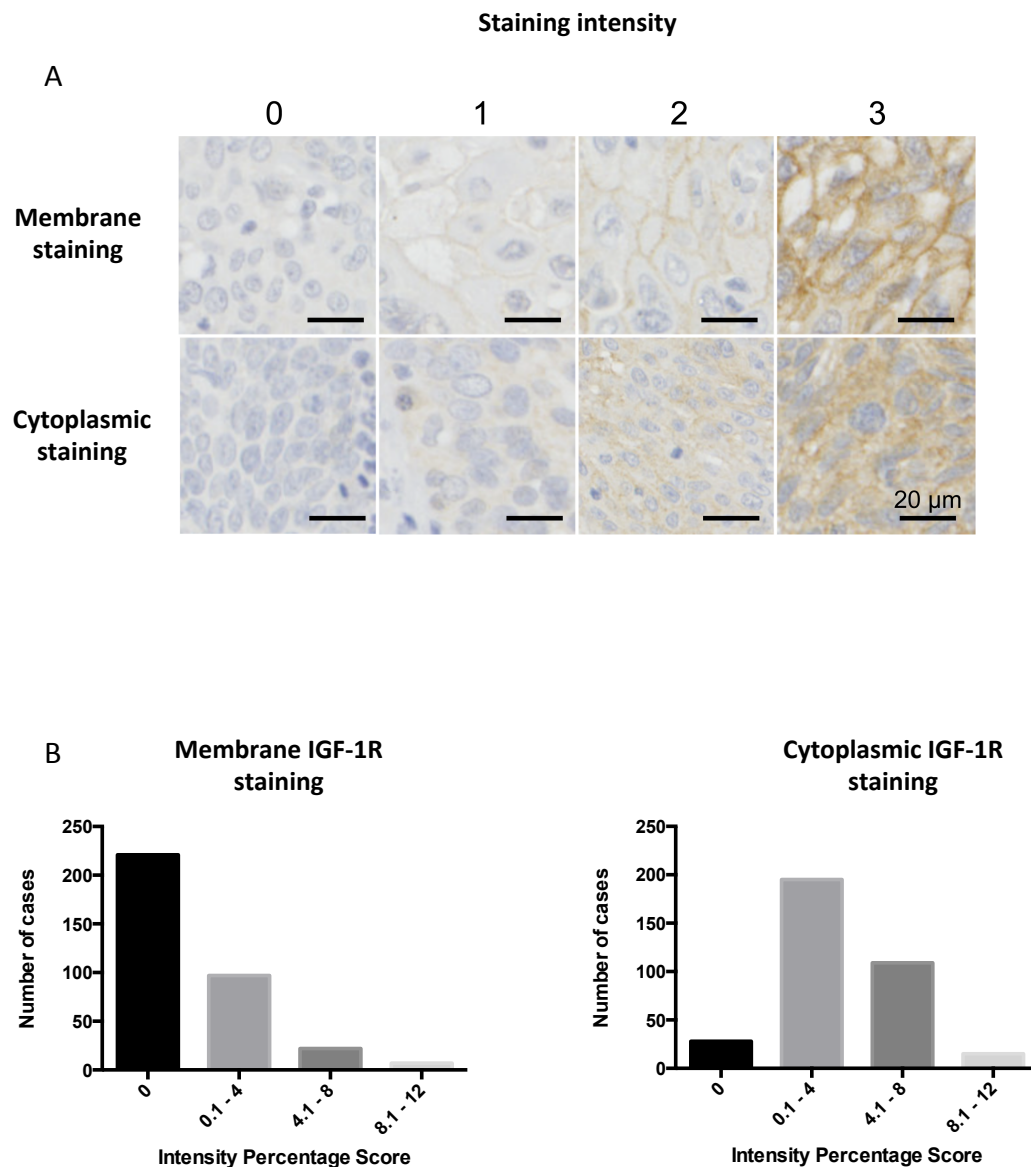 Staining intensity
A
0 1 2 3
Membrane
staining
Cytoplasmic
staining
20 µm
B
Membrane IGF-1R
staining
250
200
150
100
50
0
Number of cases
0
0.1 - 4
4.1 - 8
8.1 - 12
Intensity Percentage Score
Cytoplasmic IGF-1R
staining
250
200
150
100
50
0
Number of cases
0
0.1 - 4
4.1 - 8
8.1 - 12
Intensity Percentage Score